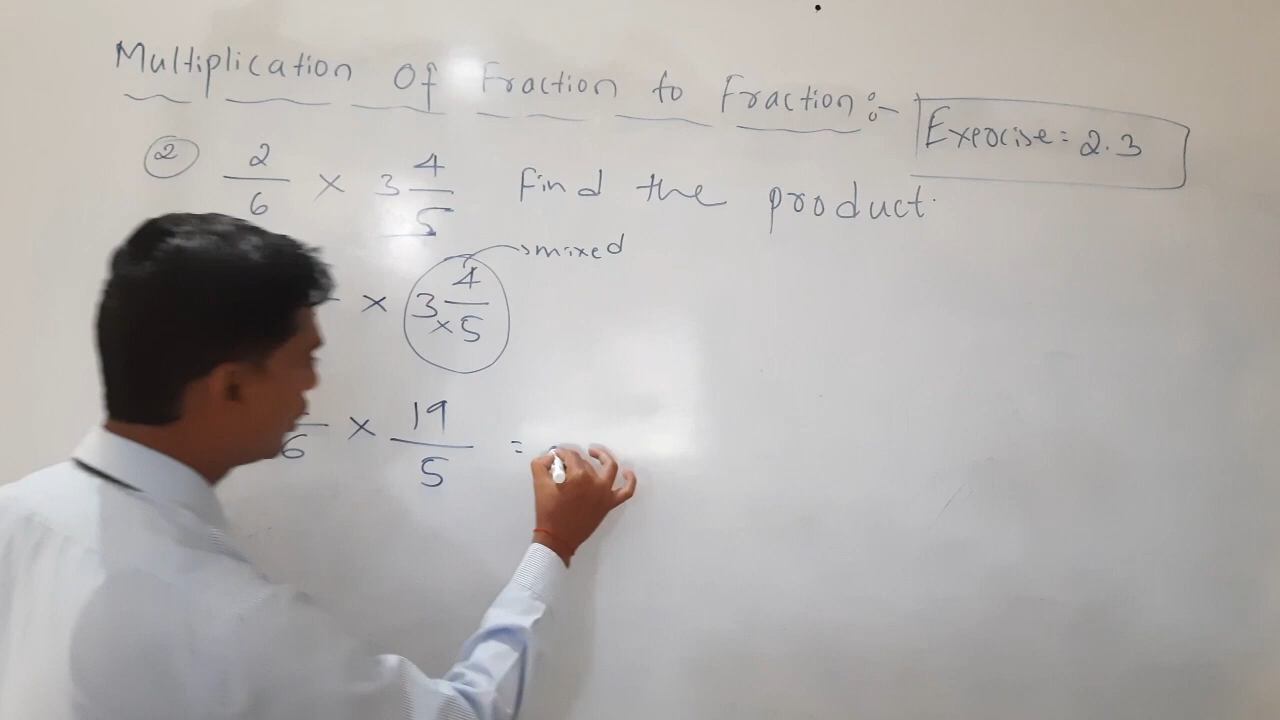 Multiplication Of Fraction to Fraction:-
Exercise = 2.3
② 2/6 × 3 4/5 Find the product.
× 3 4/×5 → mixed
6 × 19/5 =